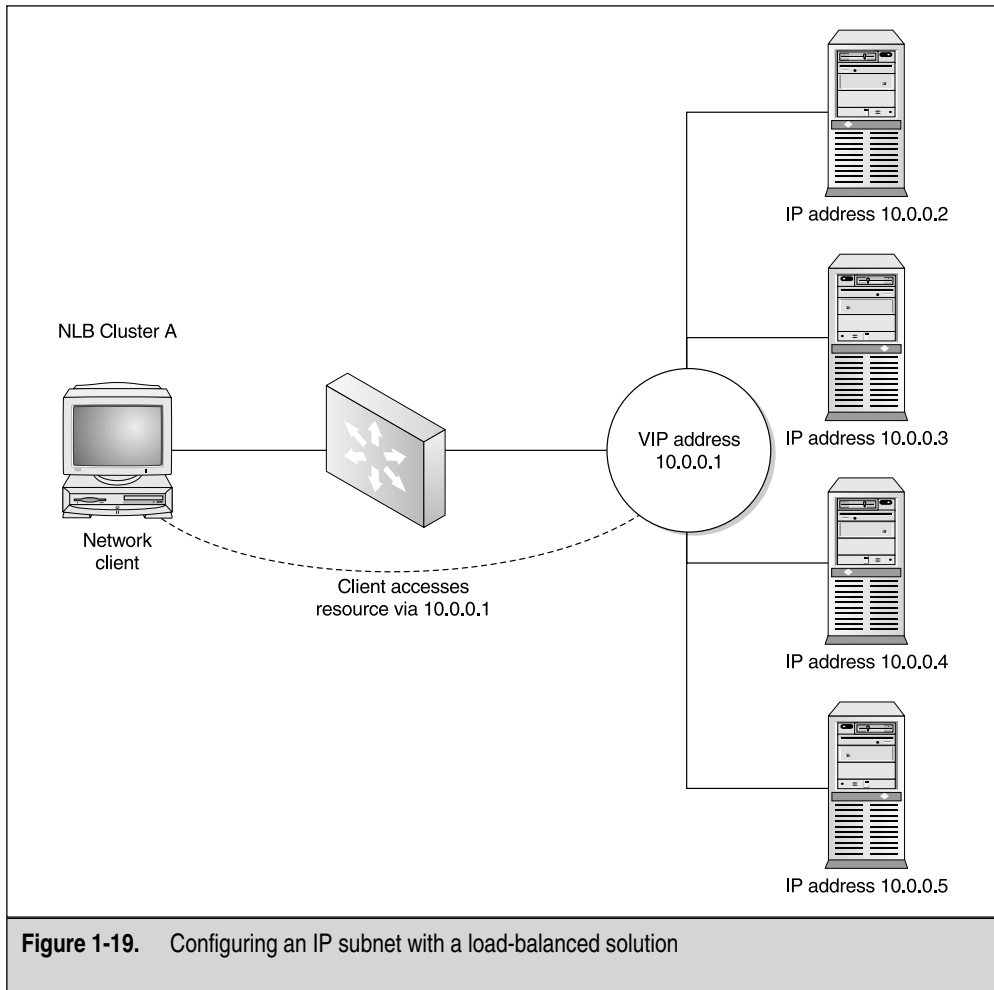 NLB Cluster A
Network
client
Client accesses
resource via 10.0.0.1
VIP address
10.0.0.1
IP address 10.0.0.2
IP address 10.0.0.3
IP address 10.0.0.4
IP address 10.0.0.5
Figure 1-19. Configuring an IP subnet with a load-balanced solution